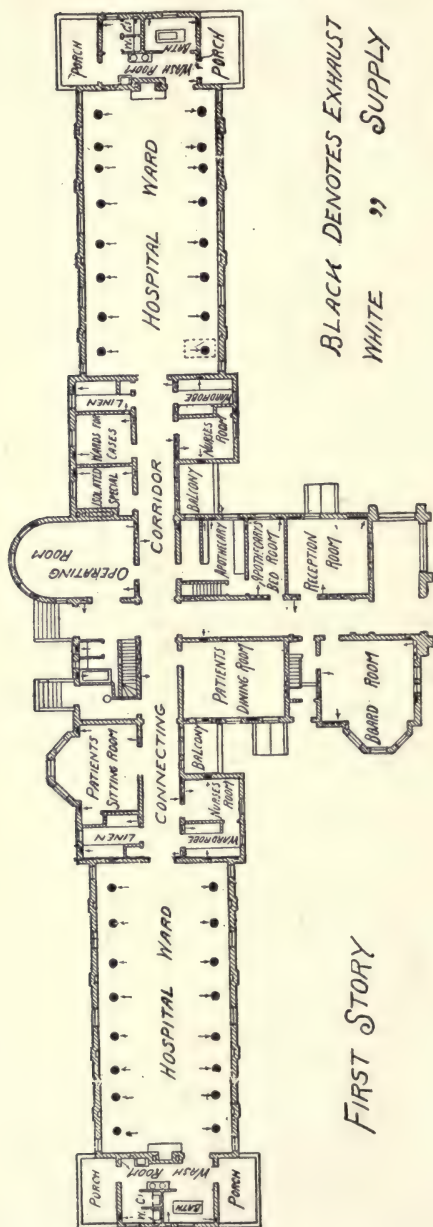 PORCH
WASH ROOM
W. C.
BATH
PORCH
HOSPITAL WARD
LINEN
PATIENTS
SITTING ROOM
WARDROBE
NURSES
ROOM
BALCONY
CONNECTING CORRIDOR
PATIENTS
DINING ROOM
BOARD ROOM
OPERATING
ROOM
APOTHECARY
APOTHECARYS
BED ROOM
RECEPTION
ROOM
ISOLATED WARDS FOR
SPECIAL CASES
LINEN
BALCONY
NURSES
ROOM
WARDROBE
HOSPITAL WARD
PORCH
W. C.
BATH
WASH ROOM
PORCH
FIRST STORY
BLACK DENOTES EXHAUST
WHITE " SUPPLY